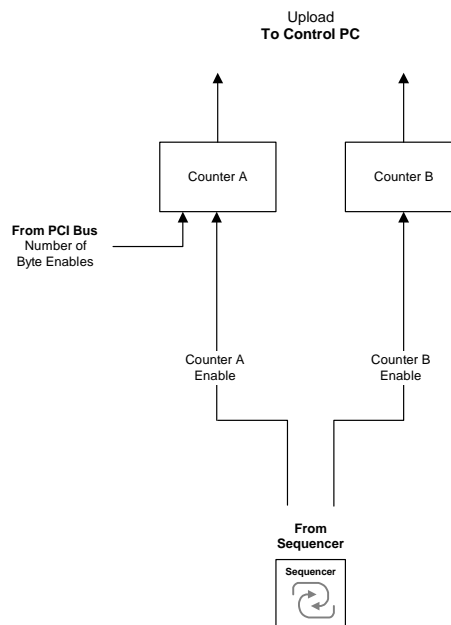 Upload
To Control PC
Counter A
Counter B
From PCI Bus
Number of
Byte Enables
Counter A
Enable
Counter B
Enable
From
Sequencer
Sequencer